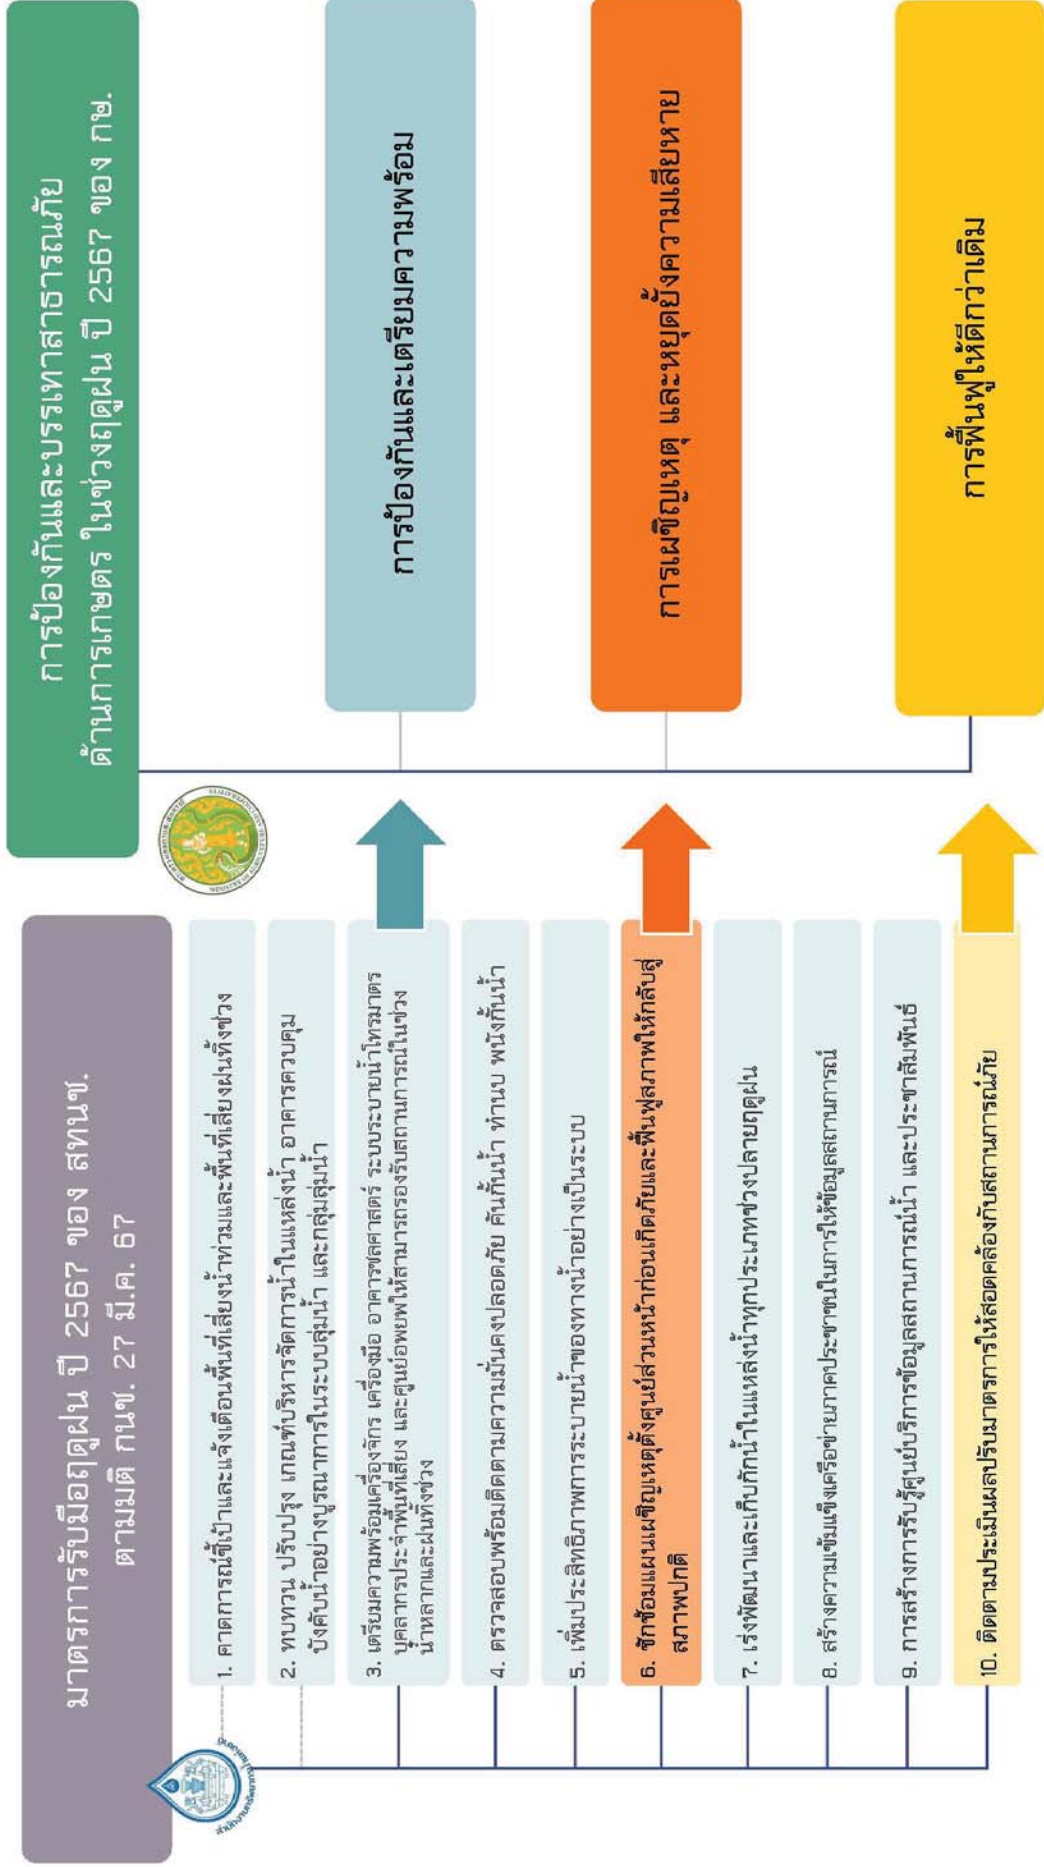 มาตรการรับมือฤดูฝน ปี 2567 ของ สทนช.
ตามมติ กนช. 27 มี.ค. 67
1. คาดการณ์ชี้เป้าและแจ้งเตือนพื้นที่เสี่ยงน้ำท่วมและพื้นที่เสี่ยงฝนทิ้งช่วง
2. ทบทวน ปรับปรุง เกณฑ์บริหารจัดการน้ำในแหล่งน้ำ อาคารควบคุม
บังคับน้ำอย่างบูรณาการในระบบลุ่มน้ำ และกลุ่มลุ่มน้ำ
3. เตรียมความพร้อมเครื่องจักร เครื่องมือ อาคารชลศาสตร์ ระบบระบายน้ำโทรมาตร
บุคลากรประจำพื้นที่เสี่ยง และศูนย์อพยพให้สามารถรองรับสถานการณ์ในช่วง
น้ำหลากและฝนทิ้งช่วง
4. ตรวจสอบพร้อมติดตามความมั่นคงปลอดภัย คันกั้นน้ำ ทำนบ พนังกั้นน้ำ
5. เพิ่มประสิทธิภาพการระบายน้ำของทางน้ำอย่างเป็นระบบ
6. ซักซ้อมแผนเผชิญเหตุตั้งศูนย์ส่วนหน้าก่อนเกิดภัยและฟื้นฟูสภาพให้กลับสู่
สภาพปกติ
7. เร่งพัฒนาและเก็บกักน้ำในแหล่งน้ำทุกประเภทช่วงปลายฤดูฝน
8. สร้างความเข้มแข็งเครือข่ายภาคประชาชนในการให้ข้อมูลสถานการณ์
9. การสร้างการรับรู้ศูนย์บริการข้อมูลสถานการณ์น้ำ และประชาสัมพันธ์
10. ติดตามประเมินผลปรับมาตรการให้สอดคล้องกับสถานการณ์ภัย
การป้องกันและบรรเทาสาธารณภัย
ด้านการเกษตร ในช่วงฤดูฝน ปี 2567 ของ กษ.
การป้องกันและเตรียมความพร้อม
การเผชิญเหตุ และหยุดยั้งความเสียหาย
การฟื้นฟูให้ดีกว่าเดิม